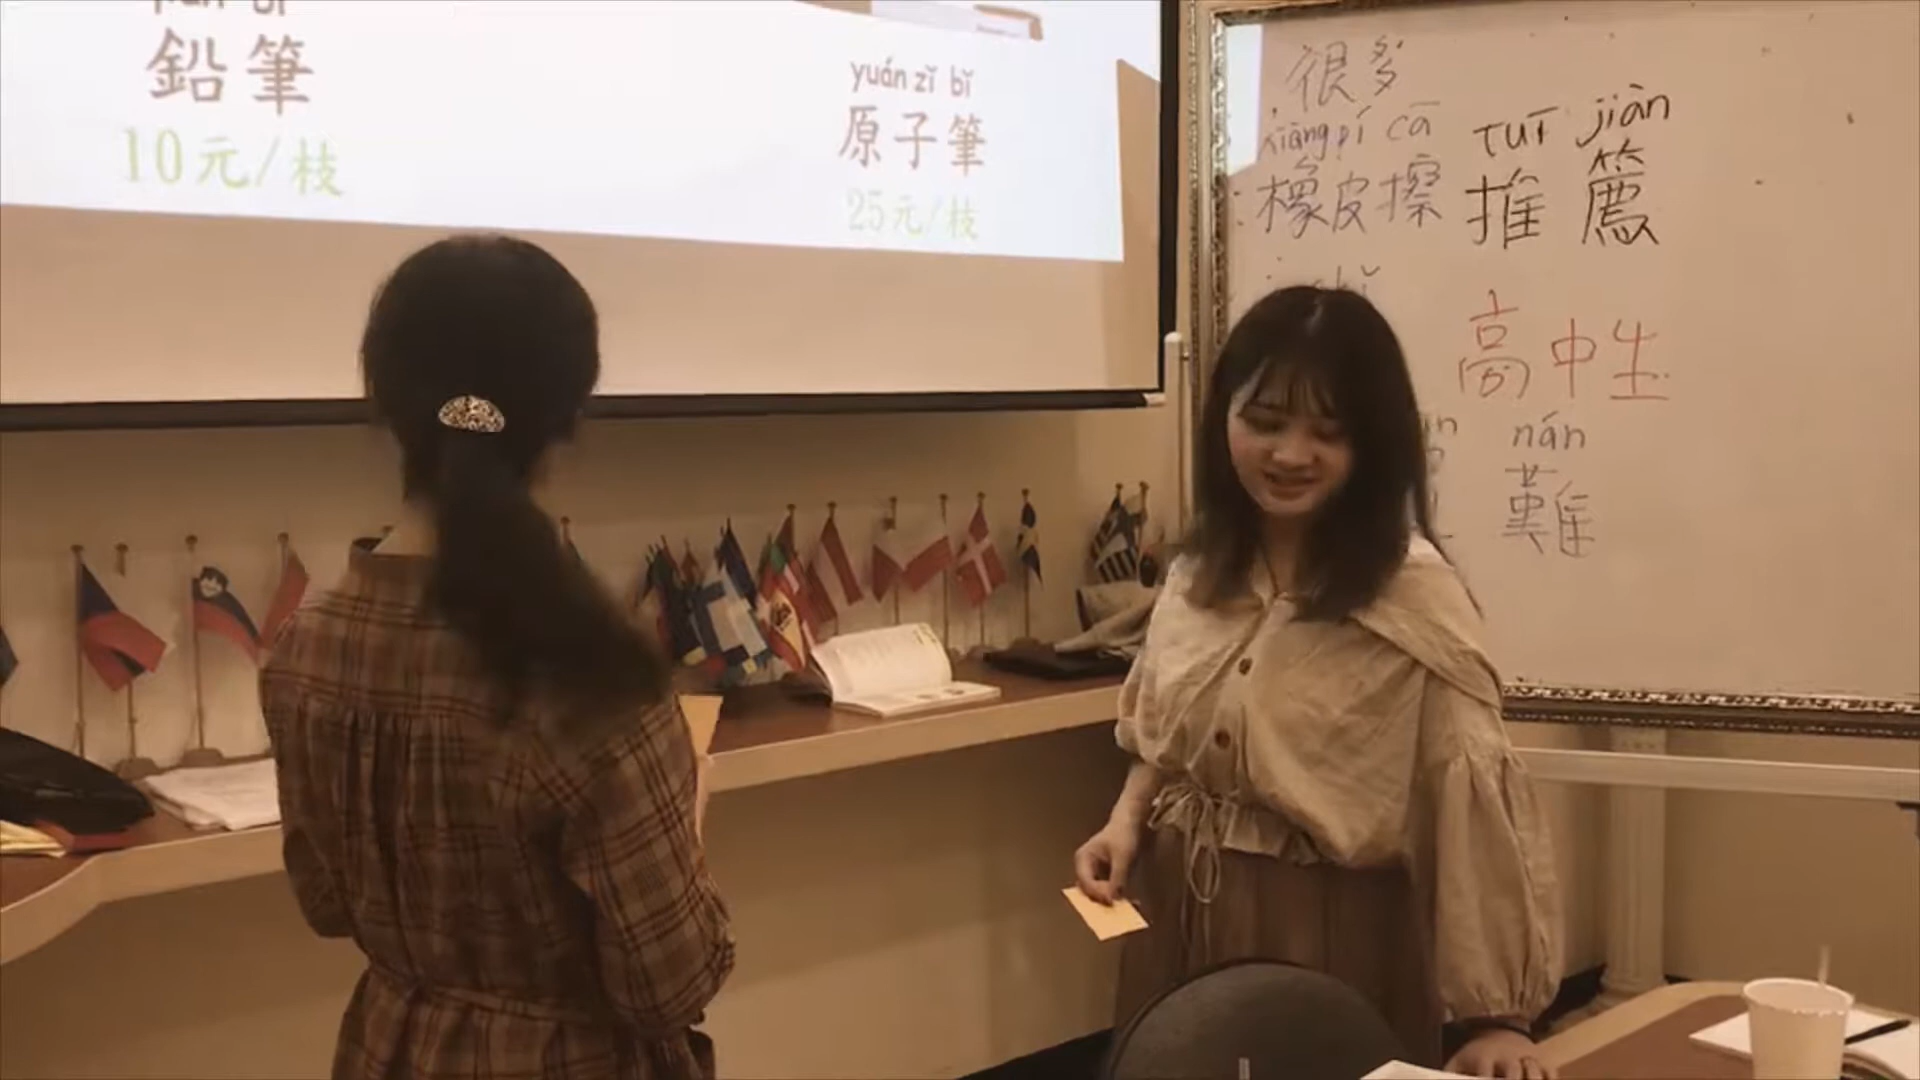 鉛筆
10元/枝
yuán zǐ bǐ
原子筆
25元/枝
很多
xiàng pí cā
橡皮擦
tuī jiàn
推薦
高中生
nán
難